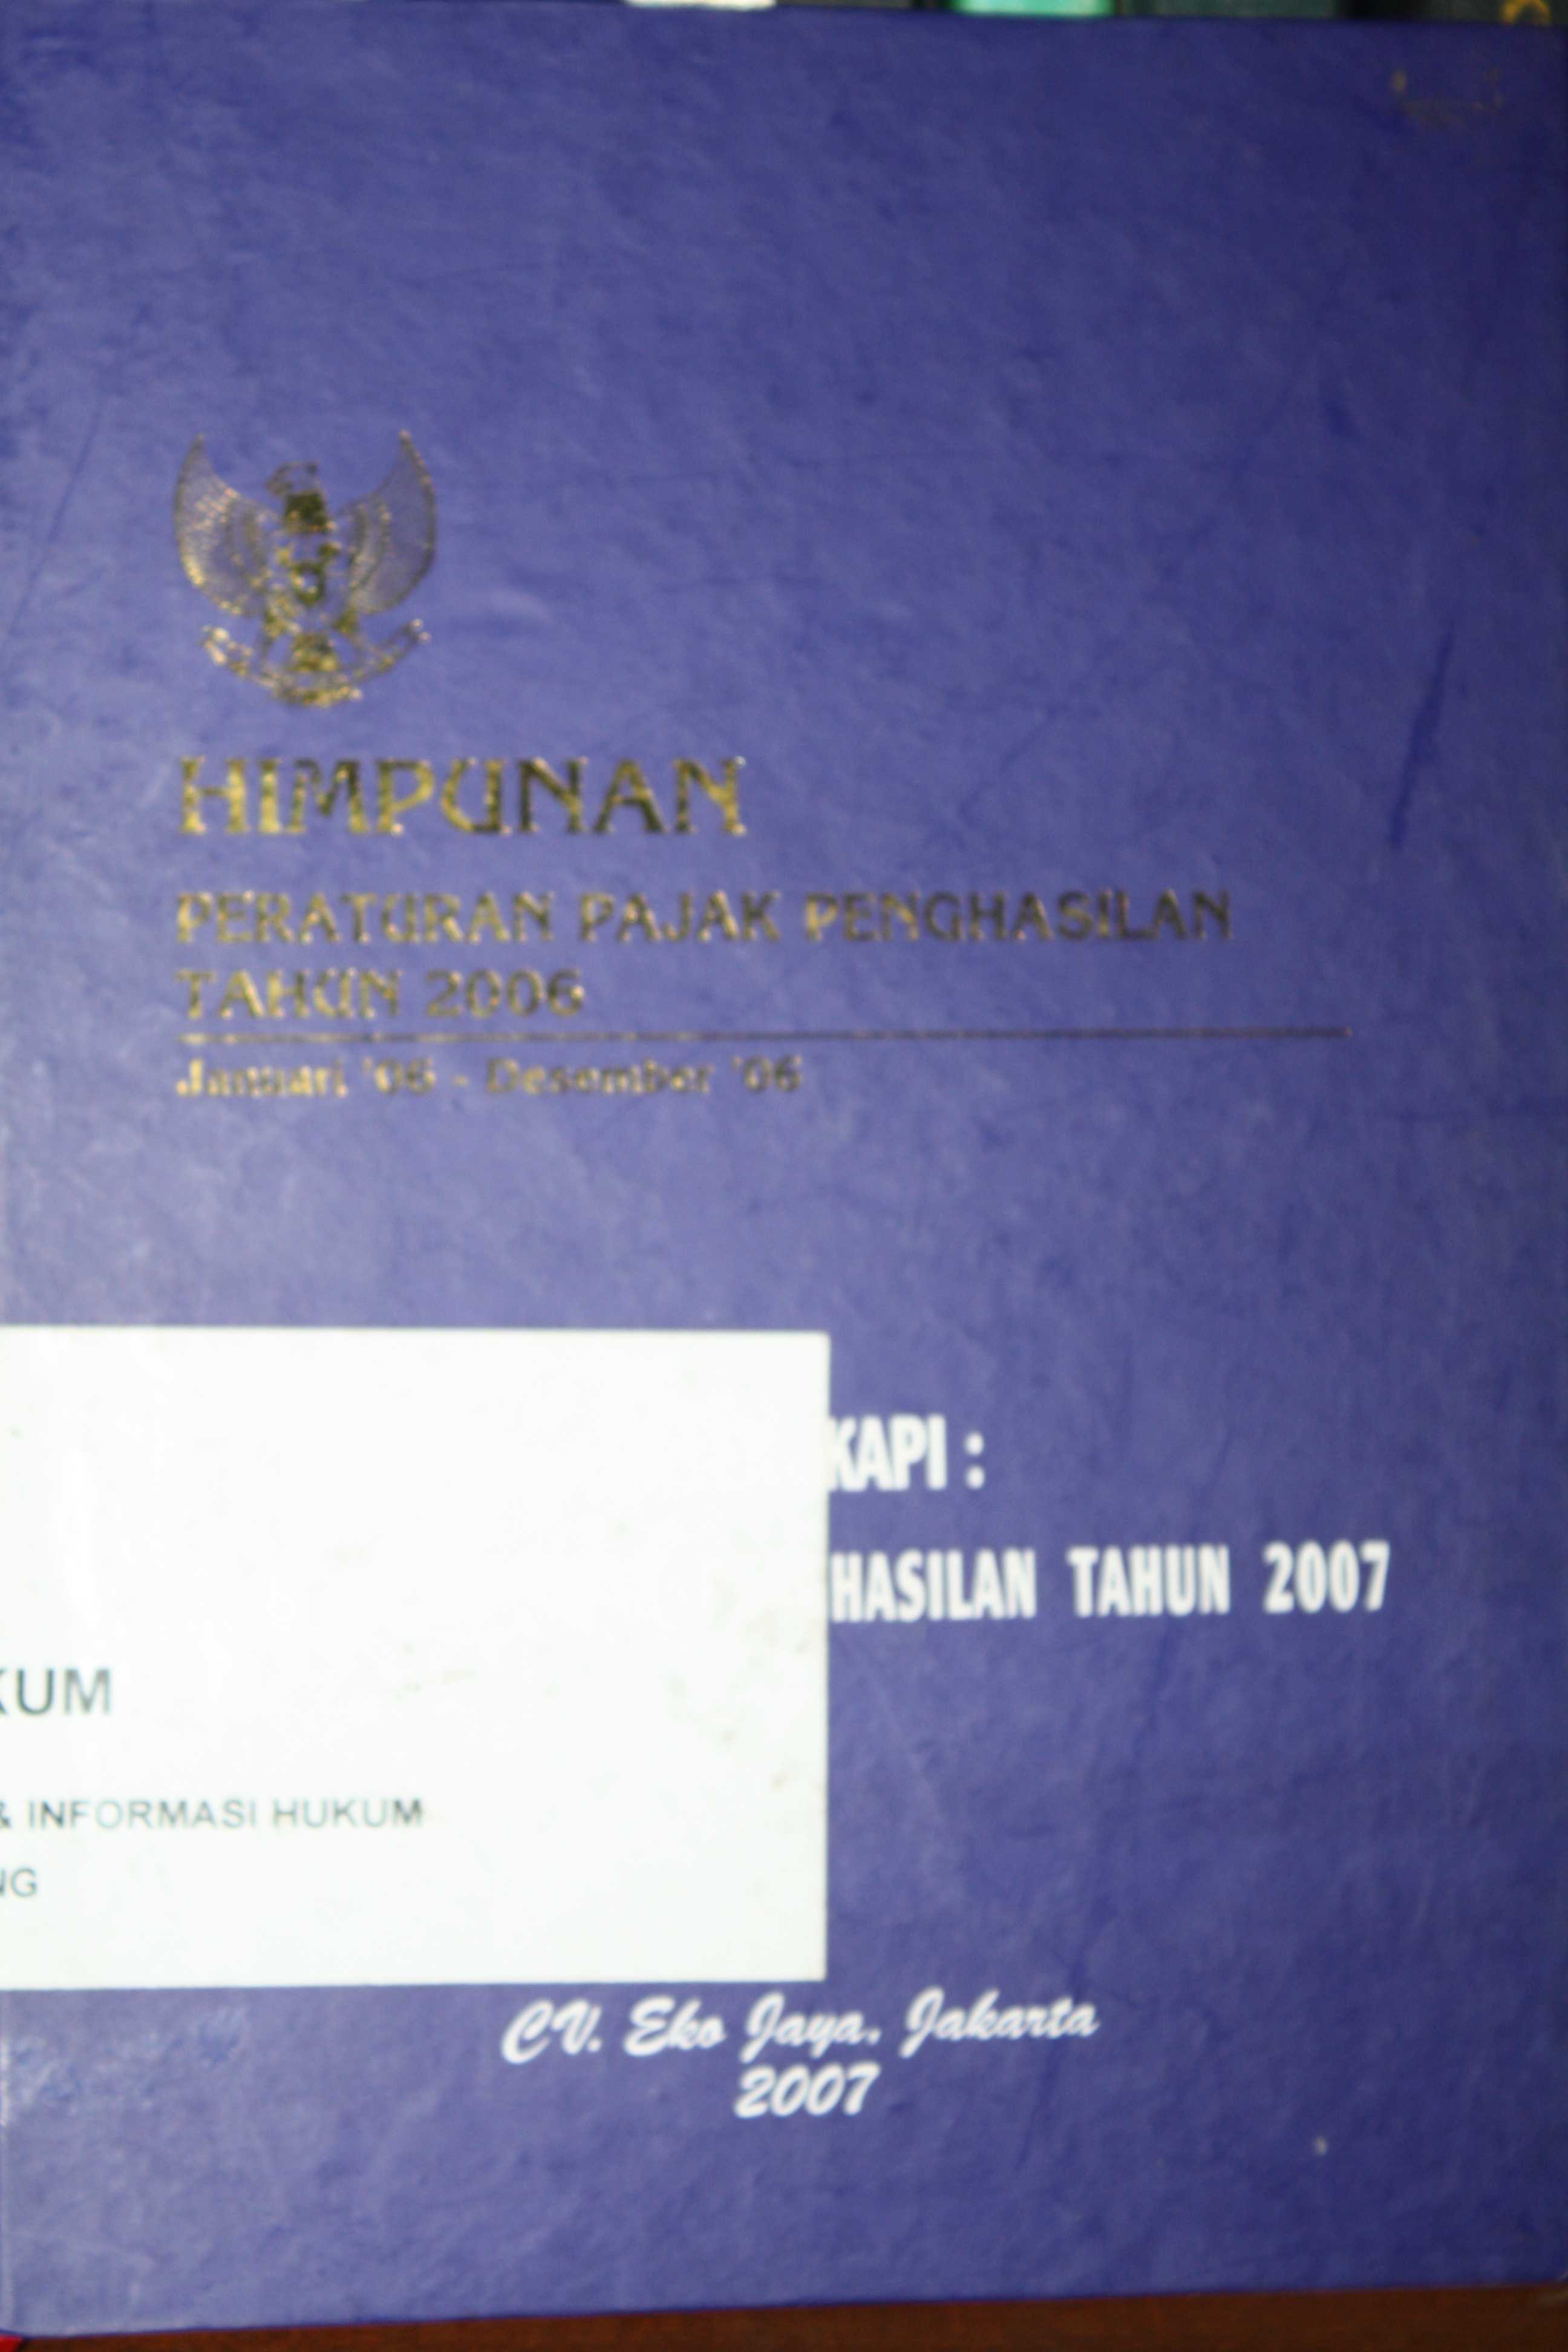 HIMPUNAN
PERATURAN PAJAK PENGHASILAN
TAHUN 2006
Januari '06 - Desember '06
KAPI :
HASILAN TAHUN 2007
KUM
& INFORMASI HUKUM
NG
CV. Eko Jaya, Jakarta
2007